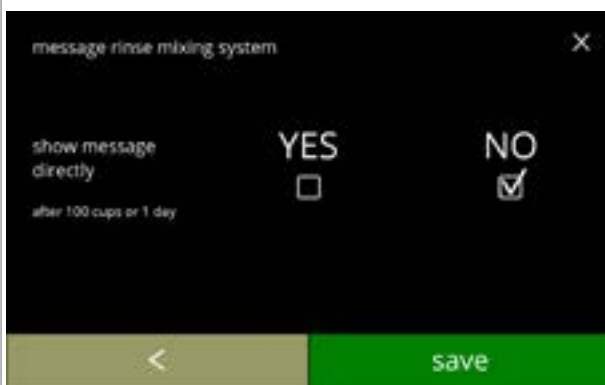 message rinse mixing system
×
show message
directly
YES
NO
after 100 cups or 1 day
<
save